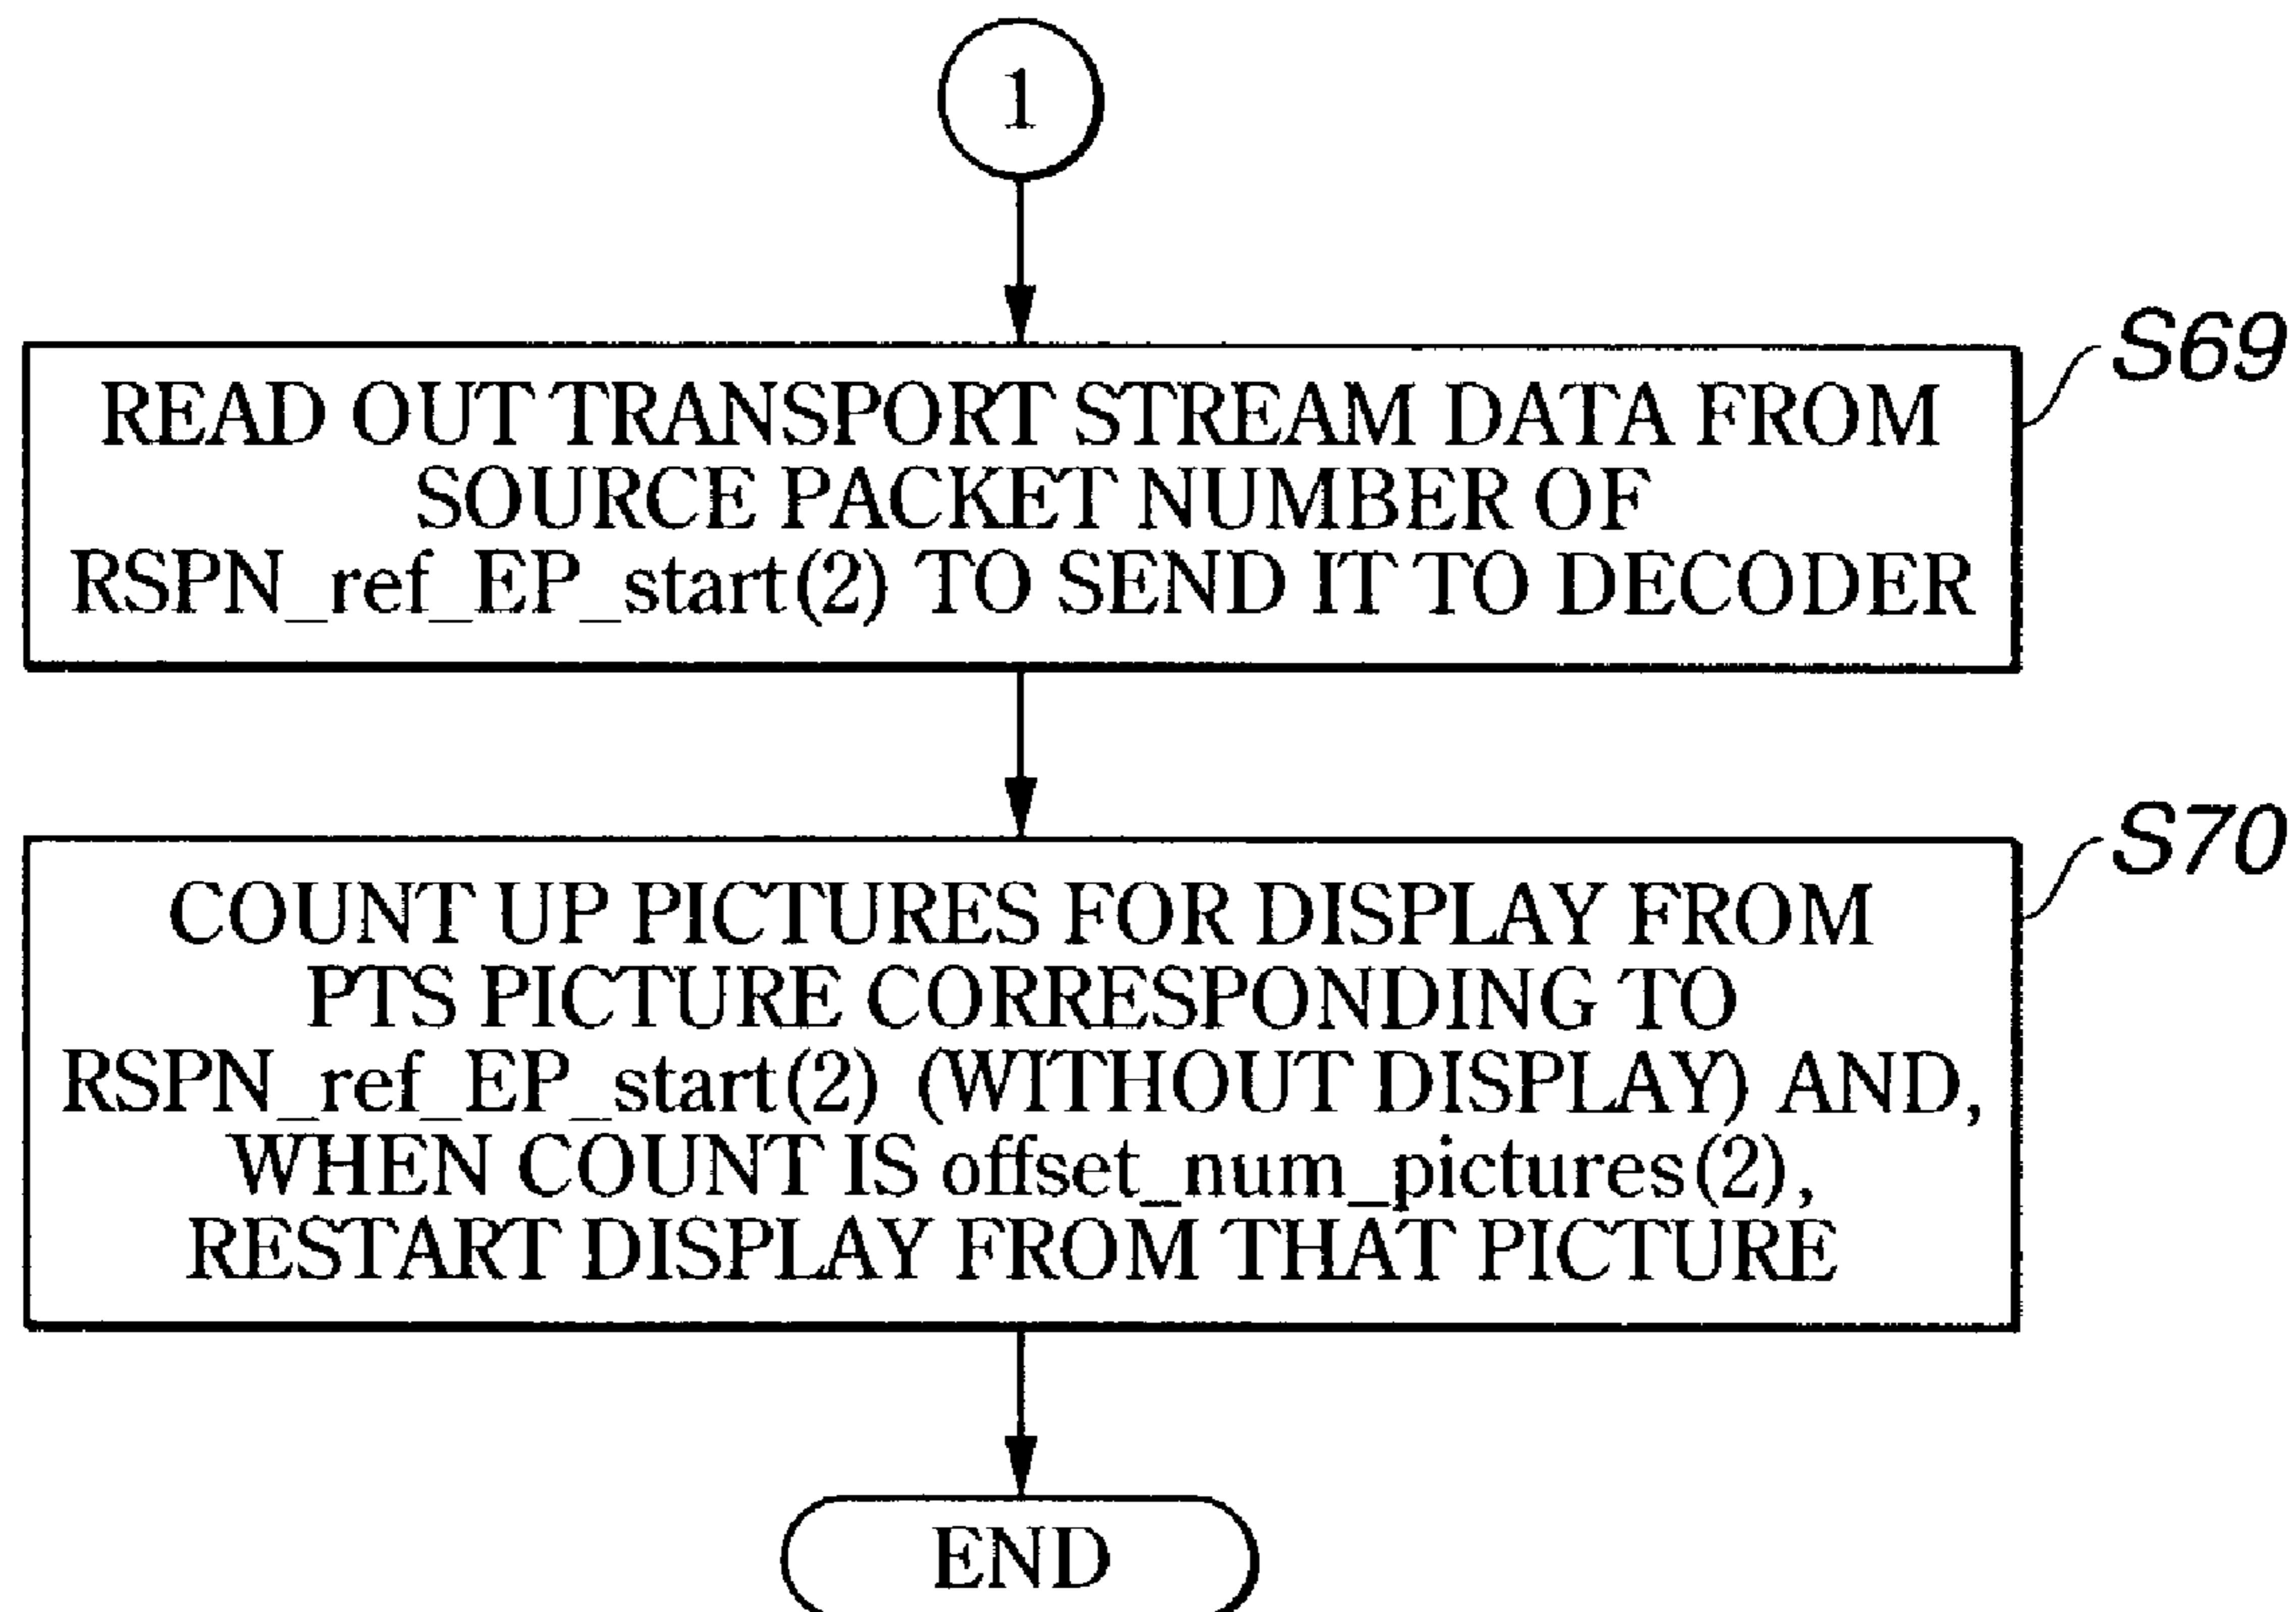 1
S69
READ OUT TRANSPORT STREAM DATA FROM
SOURCE PACKET NUMBER OF
RSPN_ref_EP_start(2) TO SEND IT TO DECODER
S70
COUNT UP PICTURES FOR DISPLAY FROM
PTS PICTURE CORRESPONDING TO
RSPN_ref_EP_start(2) (WITHOUT DISPLAY) AND,
WHEN COUNT IS offset_num_pictures(2),
RESTART DISPLAY FROM THAT PICTURE
END